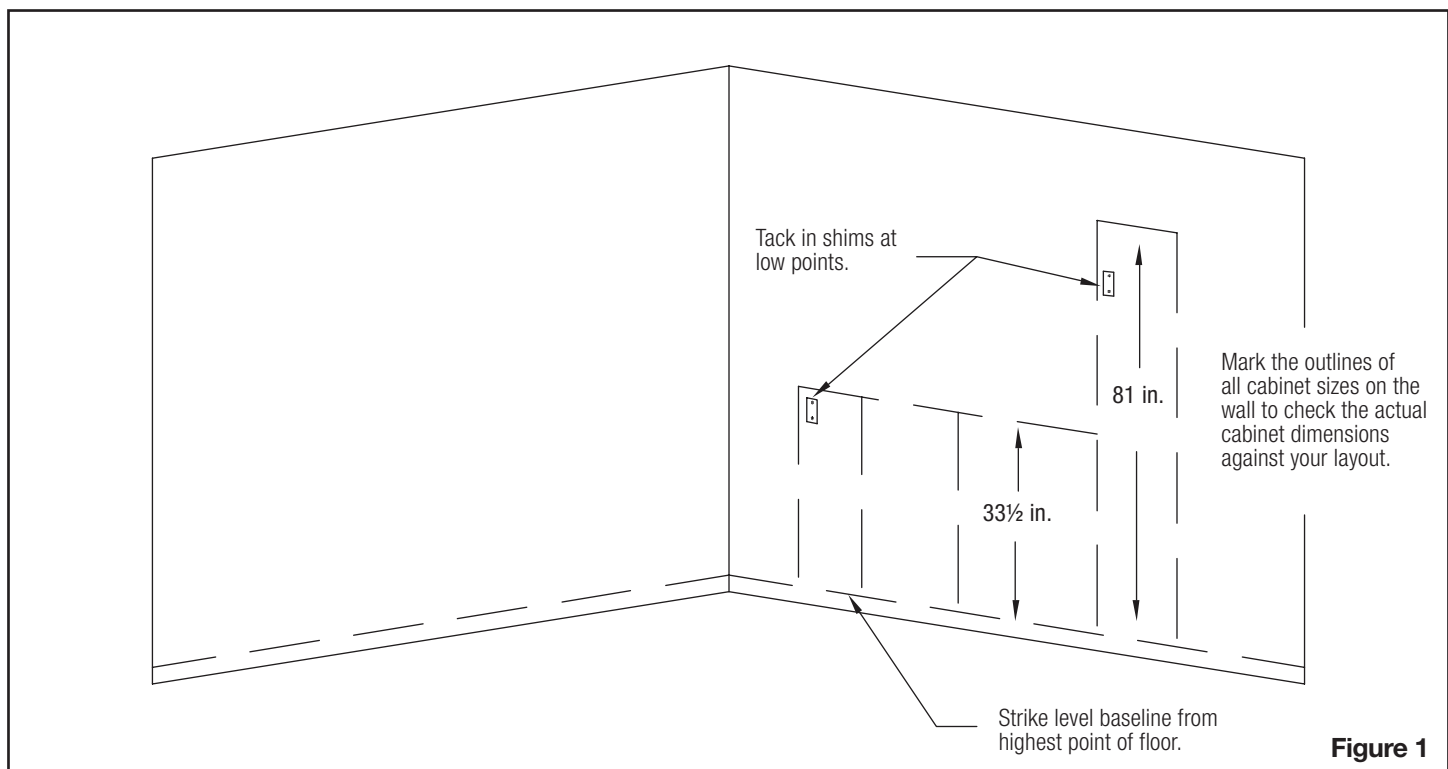 Tack in shims at
low points.
81 in.
Mark the outlines of
all cabinet sizes on the
wall to check the actual
cabinet dimensions
against your layout.
33½ in.
Strike level baseline from
highest point of floor.
Figure 1